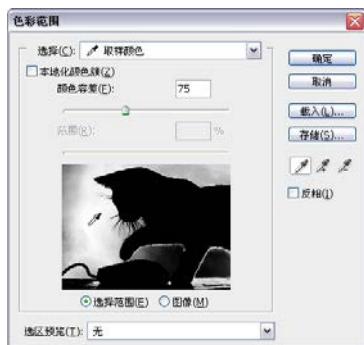 色彩范围
选择(C): 取样颜色
本地化颜色簇(Z)
颜色容差(F): 75
范围(R): %
选择范围(E) 图像(M)
选区预览(T): 无
确定
取消
载入(L)...
存储(S)...
反相(I)